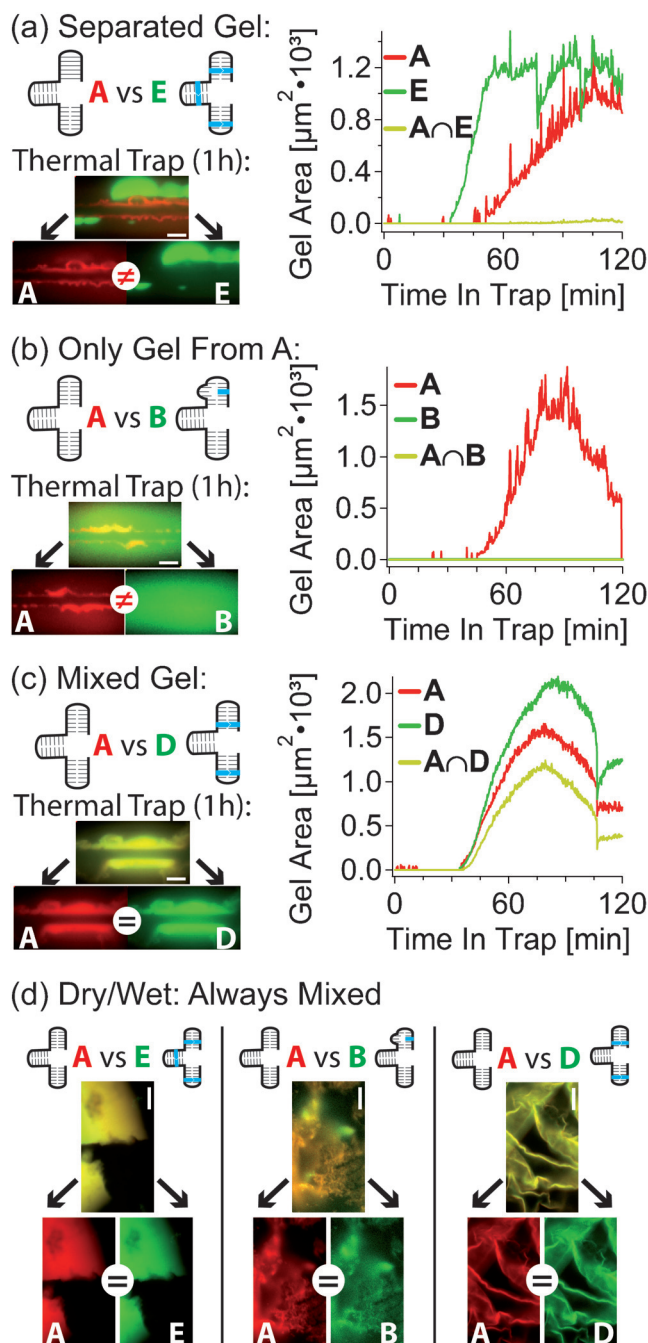 (a) Separated Gel:
A vs E
Thermal Trap (1h):
A ≠ E
Gel Area [µm²•10³]
1.2
0.8
0.4
0.0
A
E
A∩E
60
120
0
Time In Trap [min]
(b) Only Gel From A:
A vs B
Thermal Trap (1h):
A ≠ B
Gel Area [µm²•10³]
1.5
1.0
0.5
0.0
A
B
A∩B
0
60
120
Time In Trap [min]
(c) Mixed Gel:
A vs D
Thermal Trap (1h):
A = D
Gel Area [µm²•10³]
2.0
1.5
1.0
0.5
0.0
A
D
A∩D
0
60
120
Time In Trap [min]
(d) Dry/Wet: Always Mixed
A vs E
A vs B
A vs D
A = E
A = B
A = D